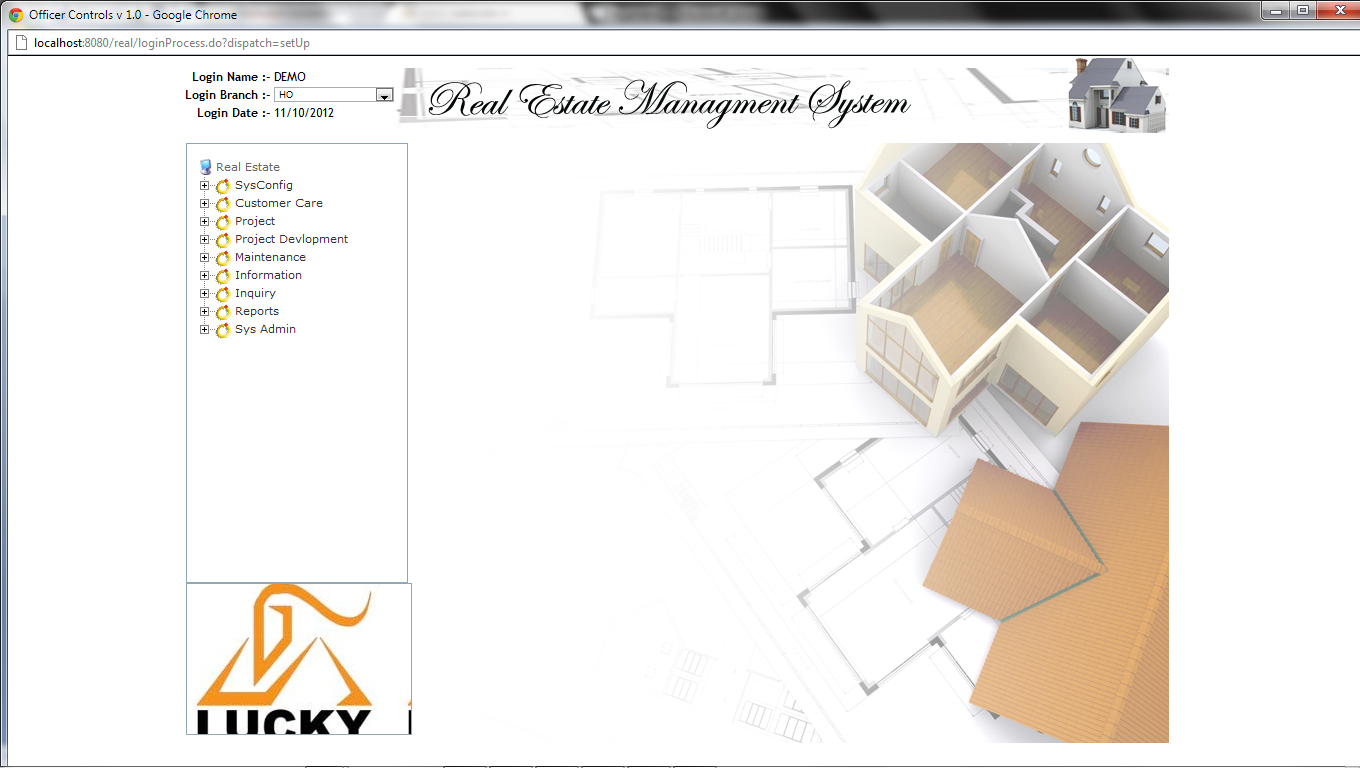 Officer Controls v 1.0 - Google Chrome
localhost:8080/real/loginProcess.do?dispatch=setUp
Login Name :- DEMO
Login Branch :- HO
Login Date :- 11/10/2012
Real Estate Managment System
Real Estate
SysConfig
Customer Care
Project
Project Devlopment
Maintenance
Information
Inquiry
Reports
Sys Admin
LUCKY